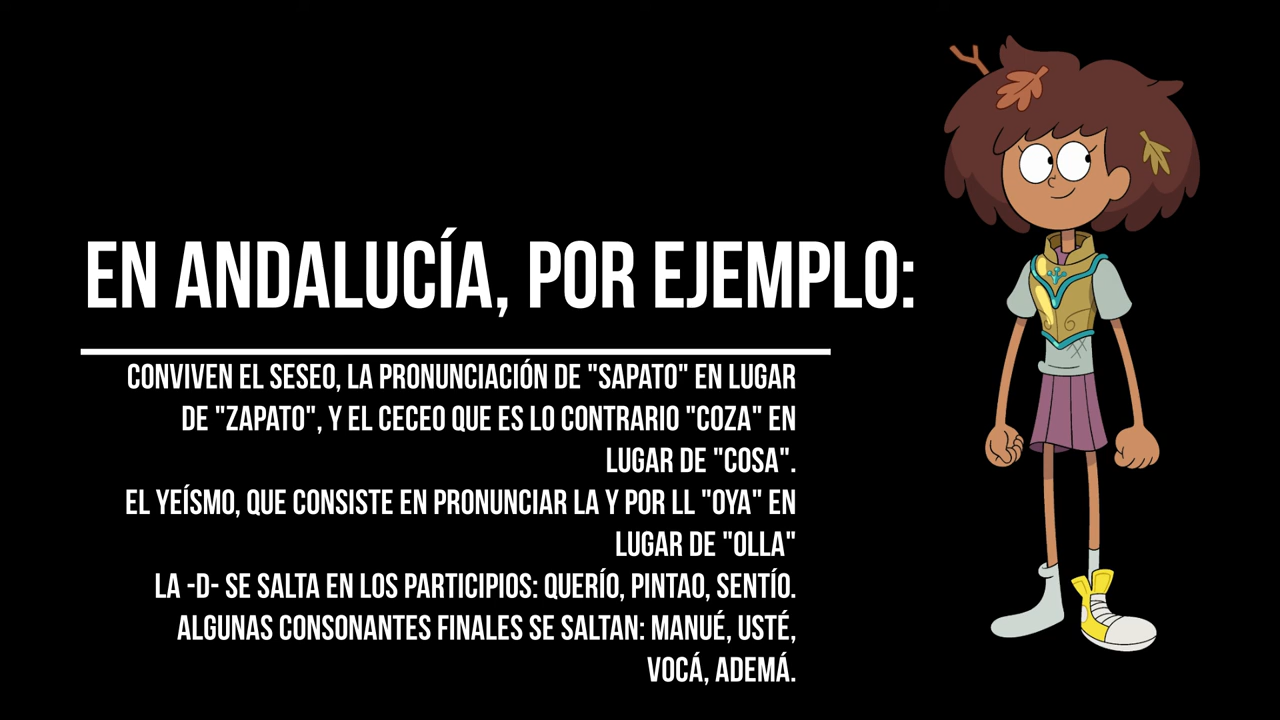 EN ANDALUCÍA, POR EJEMPLO:
CONVIVEN EL SESEO, LA PRONUNCIACIÓN DE "SAPATO" EN LUGAR
DE "ZAPATO", Y EL CECEO QUE ES LO CONTRARIO "COZA" EN
LUGAR DE "COSA".
EL YEÍSMO, QUE CONSISTE EN PRONUNCIAR LA Y POR LL "OYA" EN
LUGAR DE "OLLA"
LA -D- SE SALTA EN LOS PARTICIPIOS: QUERÍO, PINTAO, SENTÍO.
ALGUNAS CONSONANTES FINALES SE SALTAN: MANUÉ, USTÉ,
VOCÁ, ADEMÁ.